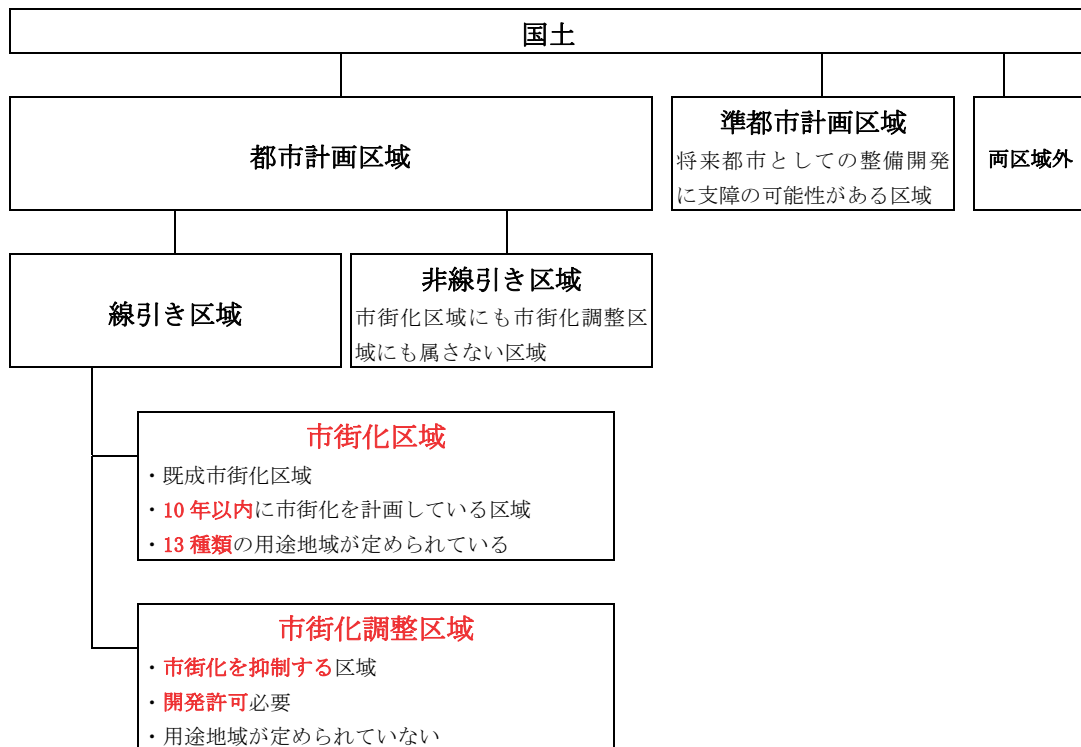 国土
都市計画区域
準都市計画区域
将来都市としての整備開発
に支障の可能性がある区域
両区域外
線引き区域
非線引き区域
市街化区域にも市街化調整区
域にも属さない区域
市街化区域
・既成市街化区域
・10年以内に市街化を計画している区域
・13種類の用途地域が定められている
市街化調整区域
・市街化を抑制する区域
・開発許可必要
・用途地域が定められていない